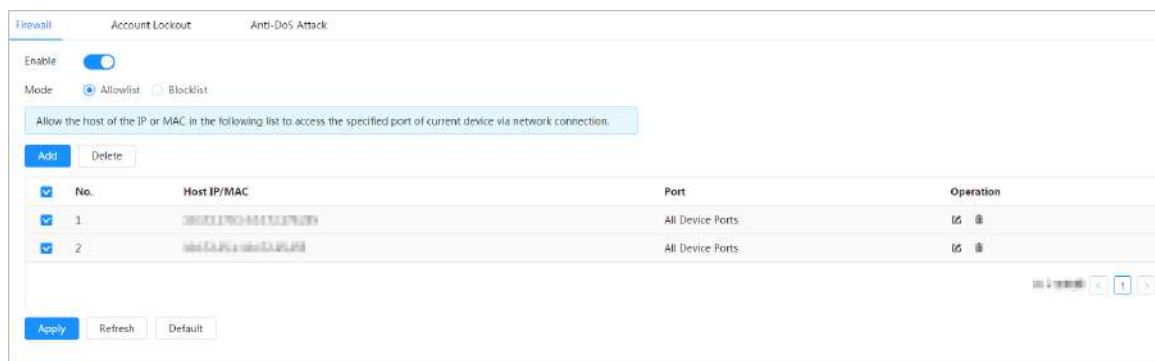 Firewall Account Lockout Anti-DoS Attack
Enable
Mode Allowlist Blocklist
Allow the host of the IP or MAC in the following list to access the specified port of current device via network connection.
Add Delete
No. Host IP/MAC Port Operation
1 All Device Ports
2 All Device Ports
1
Apply Refresh Default